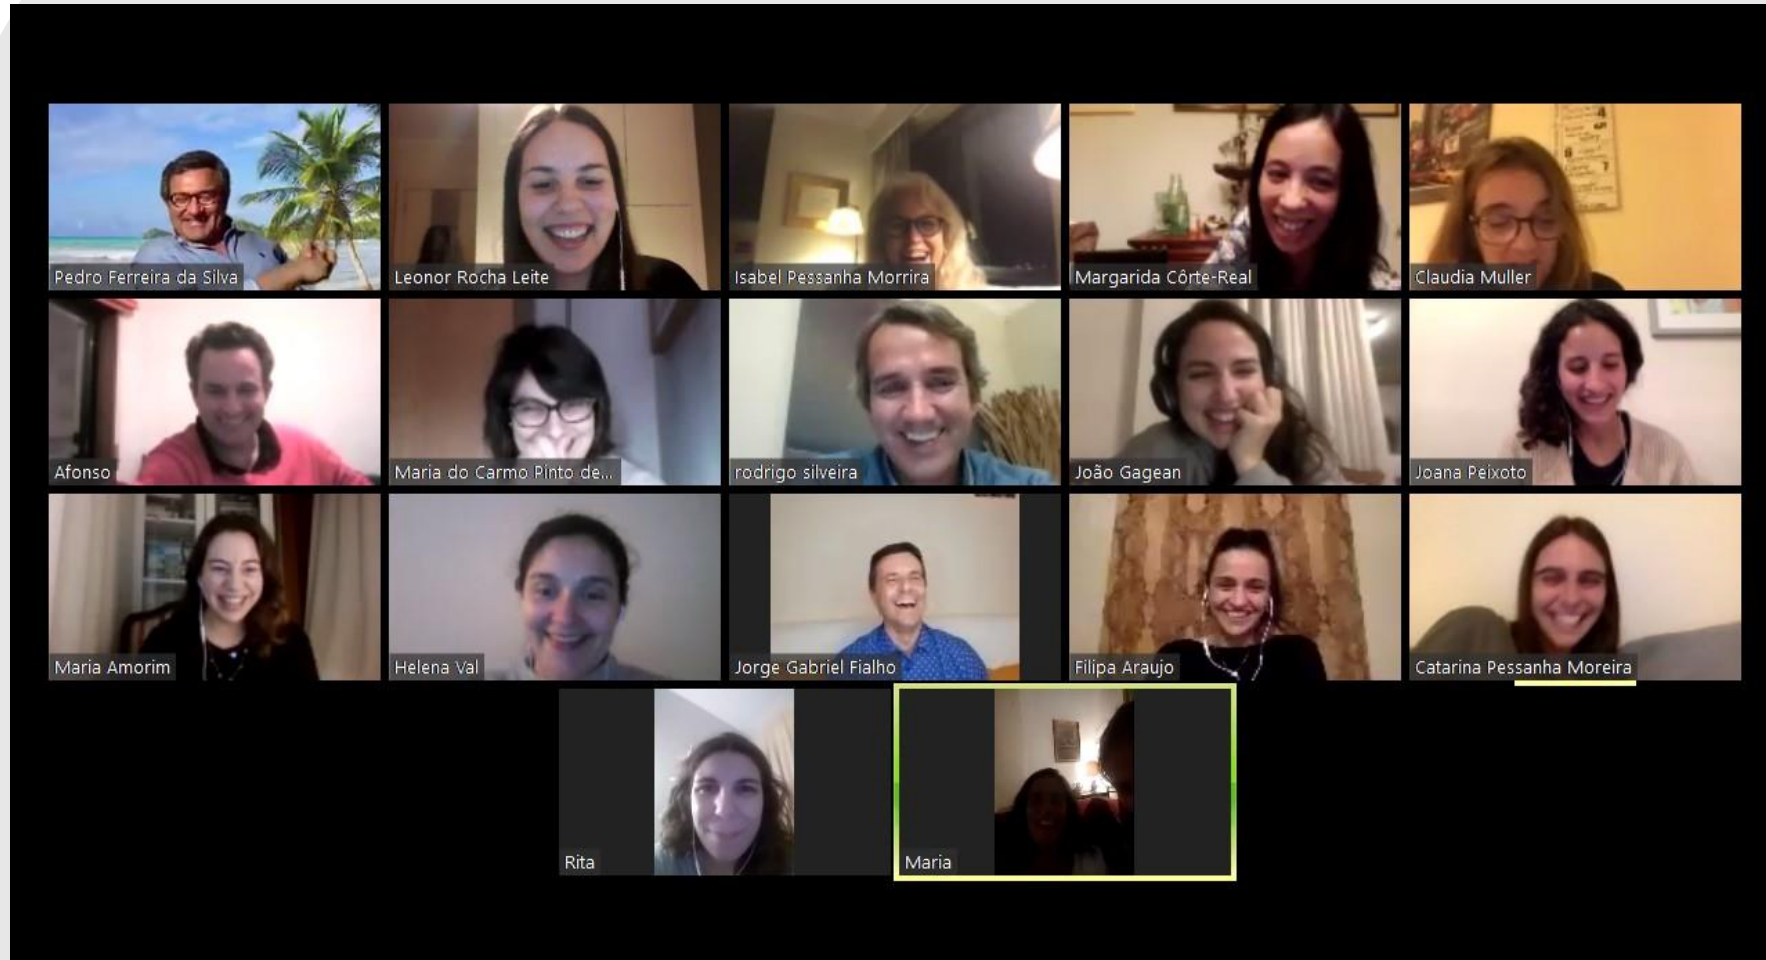 Pedro Ferreira da Silva
Leonor Rocha Leite
Isabel Pessanha Morrira
Margarida Côrte-Real
Claudia Muller
Afonso
Maria do Carmo Pinto de...
rodrigo silveira
João Gagean
Joana Peixoto
Maria Amorim
Helena Val
Jorge Gabriel Fialho
Filipa Araujo
Catarina Pessanha Moreira
Rita
Maria